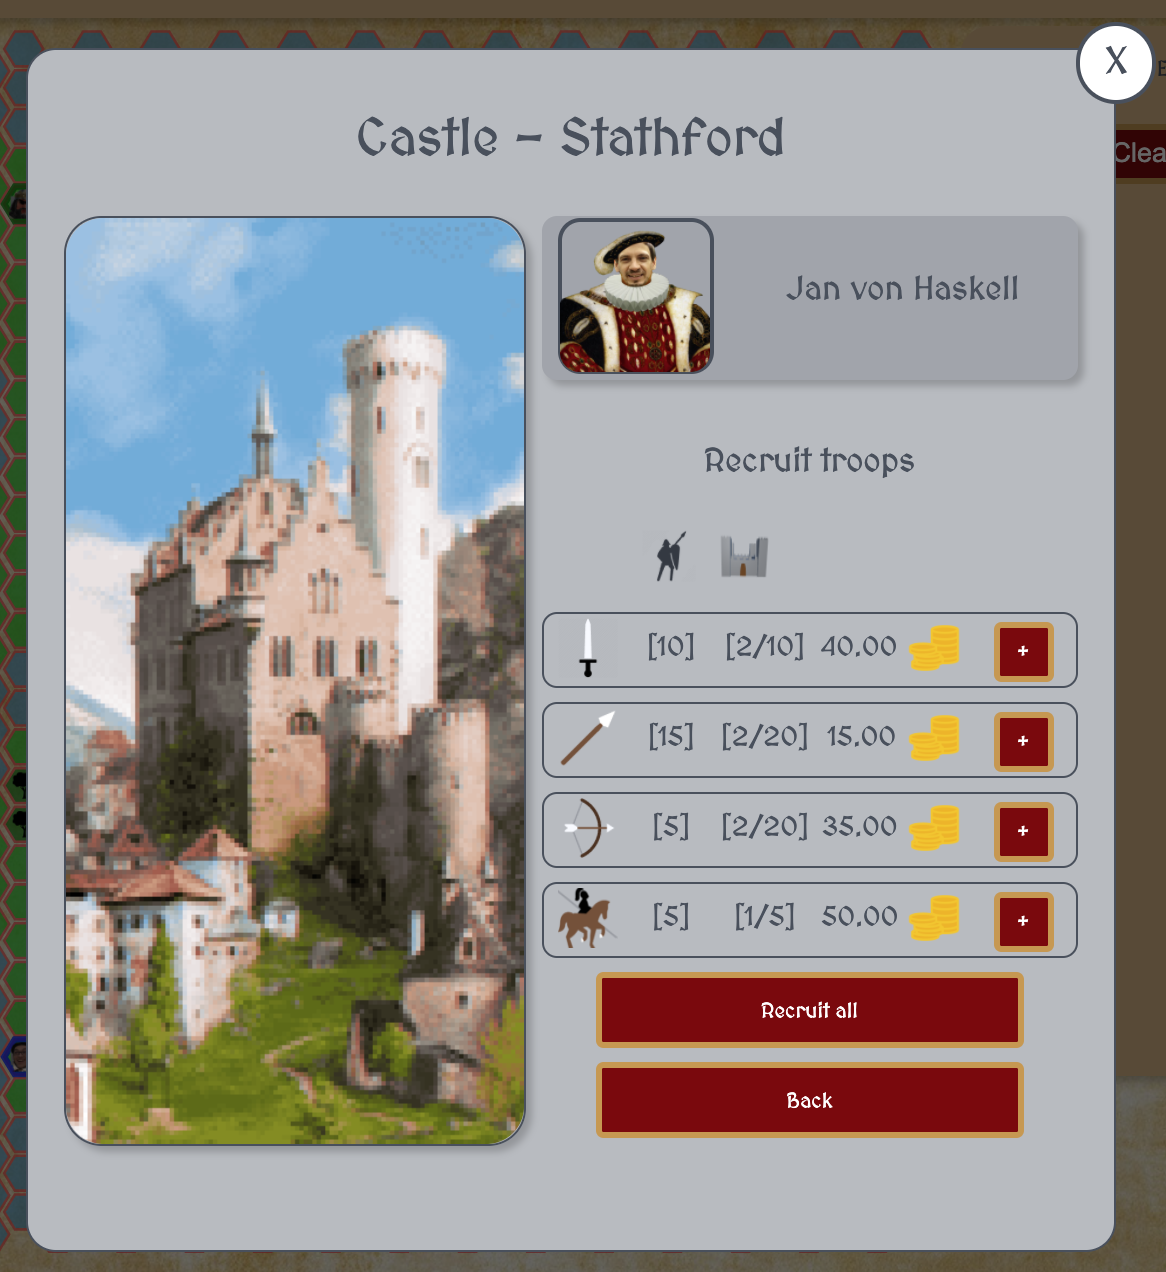 X
Castle – Stathford
Clea
Jan von Haskell
Recruit troops
[10] [2/10] 40.00 +
[15] [2/20] 15.00 +
[5] [2/20] 35.00 +
[5] [1/5] 50.00 +
Recruit all
Back